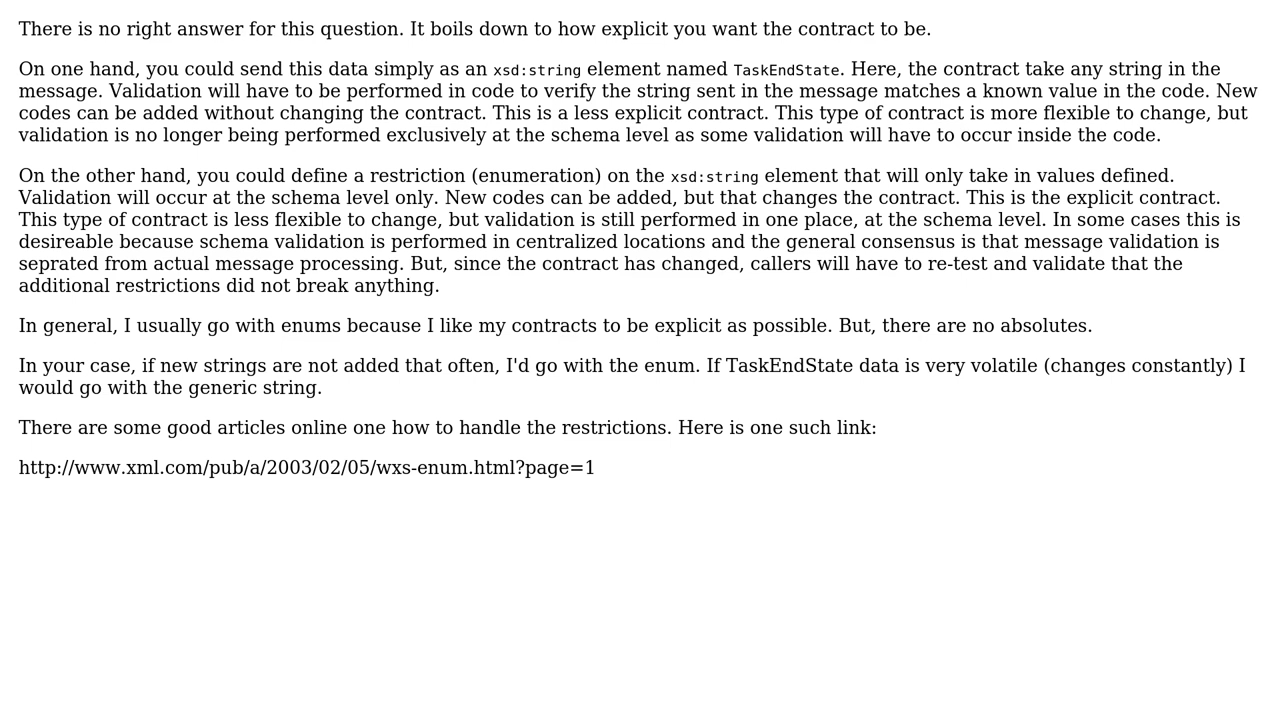 There is no right answer for this question. It boils down to how explicit you want the contract to be.
On one hand, you could send this data simply as an xsd:string element named TaskEndState. Here, the contract take any string in the
message. Validation will have to be performed in code to verify the string sent in the message matches a known value in the code. New
codes can be added without changing the contract. This is a less explicit contract. This type of contract is more flexible to change, but
validation is no longer being performed exclusively at the schema level as some validation will have to occur inside the code.
On the other hand, you could define a restriction (enumeration) on the xsd:string element that will only take in values defined.
Validation will occur at the schema level only. New codes can be added, but that changes the contract. This is the explicit contract.
This type of contract is less flexible to change, but validation is still performed in one place, at the schema level. In some cases this is
desireable because schema validation is performed in centralized locations and the general consensus is that message validation is
seprated from actual message processing. But, since the contract has changed, callers will have to re-test and validate that the
additional restrictions did not break anything.
In general, I usually go with enums because I like my contracts to be explicit as possible. But, there are no absolutes.
In your case, if new strings are not added that often, I'd go with the enum. If TaskEndState data is very volatile (changes constantly) I
would go with the generic string.
There are some good articles online one how to handle the restrictions. Here is one such link:
http://www.xml.com/pub/a/2003/02/05/wxs-enum.html?page=1